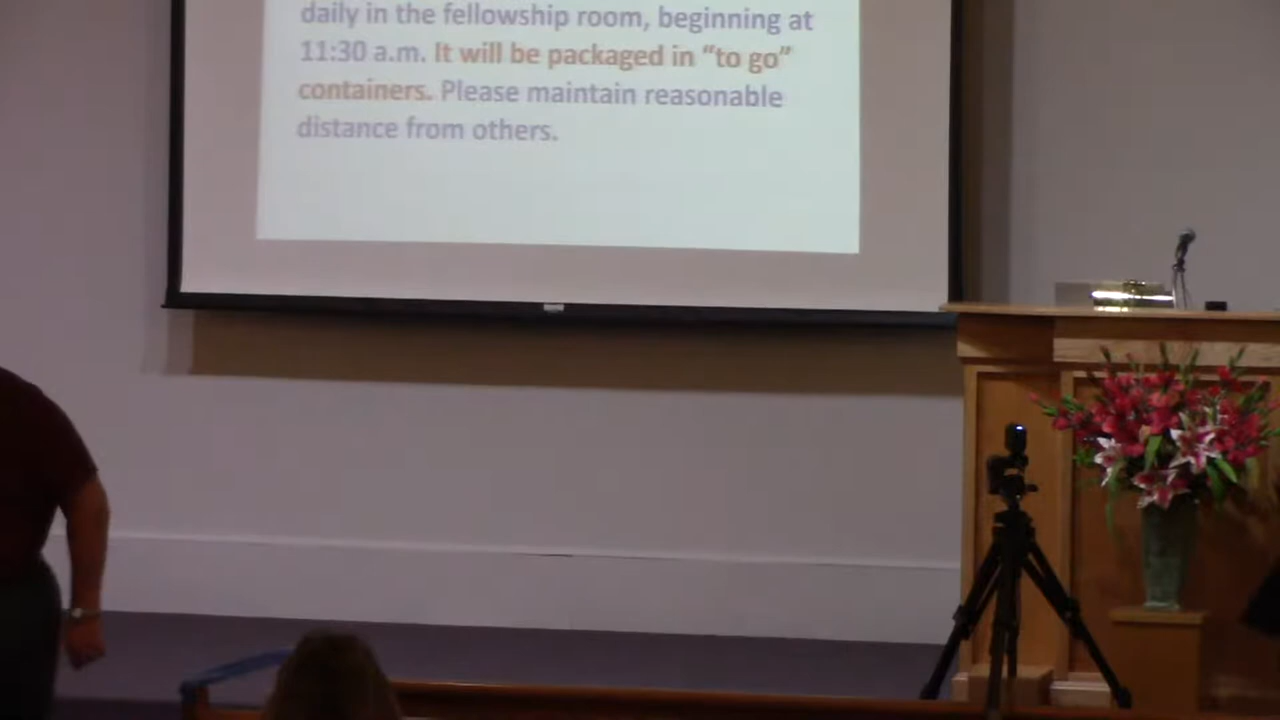 daily in the fellowship room, beginning at
11:30 a.m. It will be packaged in “to go”
containers. Please maintain reasonable
distance from others.